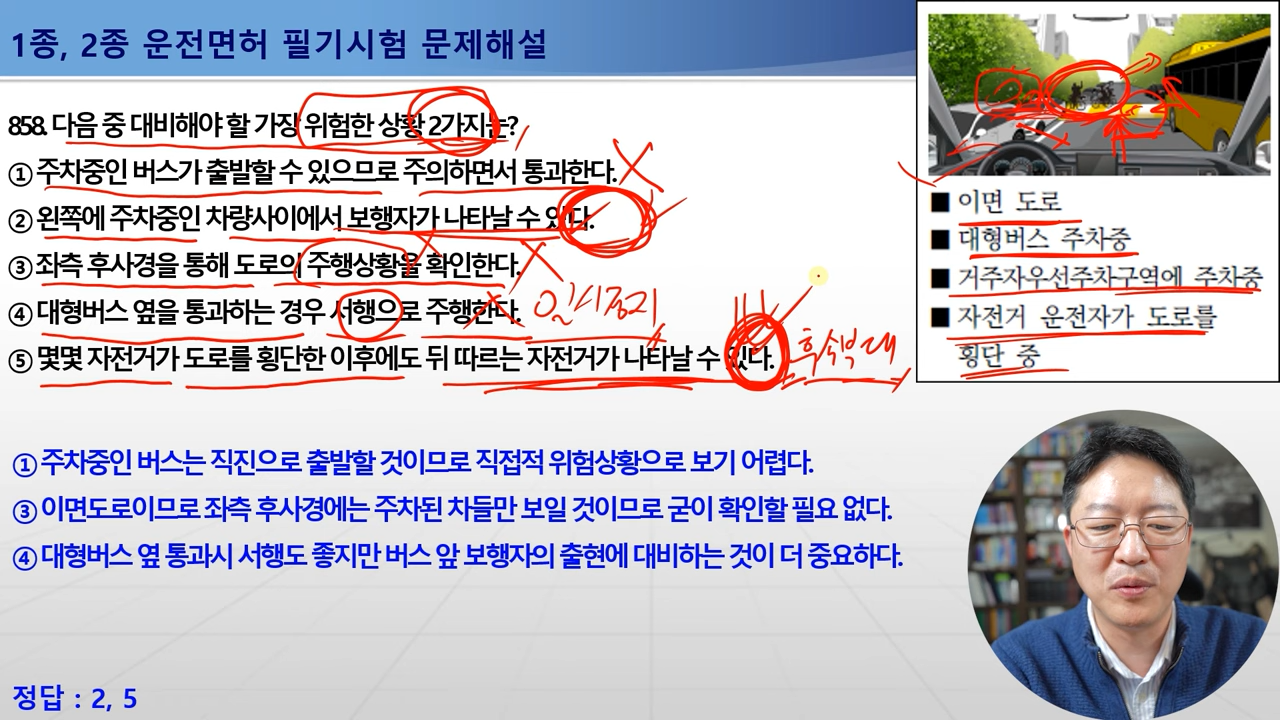 1종, 2종 운전면허 필기시험 문제해설
858. 다음 중 대비해야 할 가장 위험한 상황 2가지는?
① 주차중인 버스가 출발할 수 있으므로 주의하면서 통과한다.
② 왼쪽에 주차중인 차량사이에서 보행자가 나타날 수 있다.
③ 좌측 후사경을 통해 도로의 주행상황을 확인한다.
④ 대형버스 옆을 통과하는 경우 서행으로 주행한다.
일시정지
⑤ 몇몇 자전거가 도로를 횡단한 이후에도 뒤 따르는 자전거가 나타날 수 있다.
■ 이면 도로
■ 대형버스 주차중
■ 거주자우선주차구역에 주차중
■ 자전거 운전자가 도로를
횡단 중
① 주차중인 버스는 직진으로 출발할 것이므로 직접적 위험상황으로 보기 어렵다.
③ 이면도로이므로 좌측 후사경에는 주차된 차들만 보일 것이므로 굳이 확인할 필요 없다.
④ 대형버스 옆 통과시 서행도 좋지만 버스 앞 보행자의 출현에 대비하는 것이 더 중요하다.
정답 : 2, 5